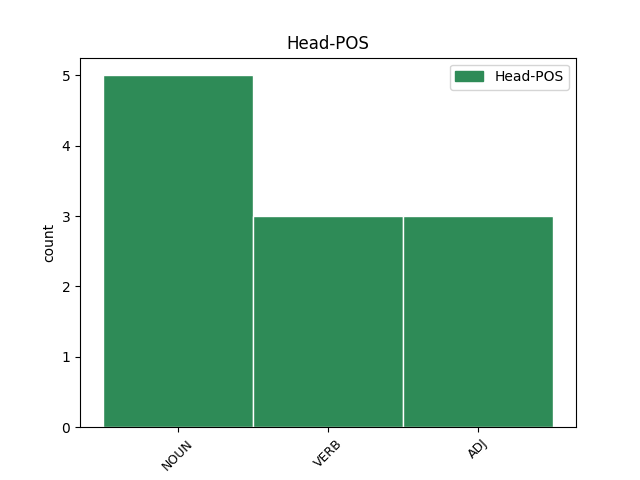 Head-POS
Head-POS
5
4
3
2
1
0
count
NOUN
VERB
ADJ